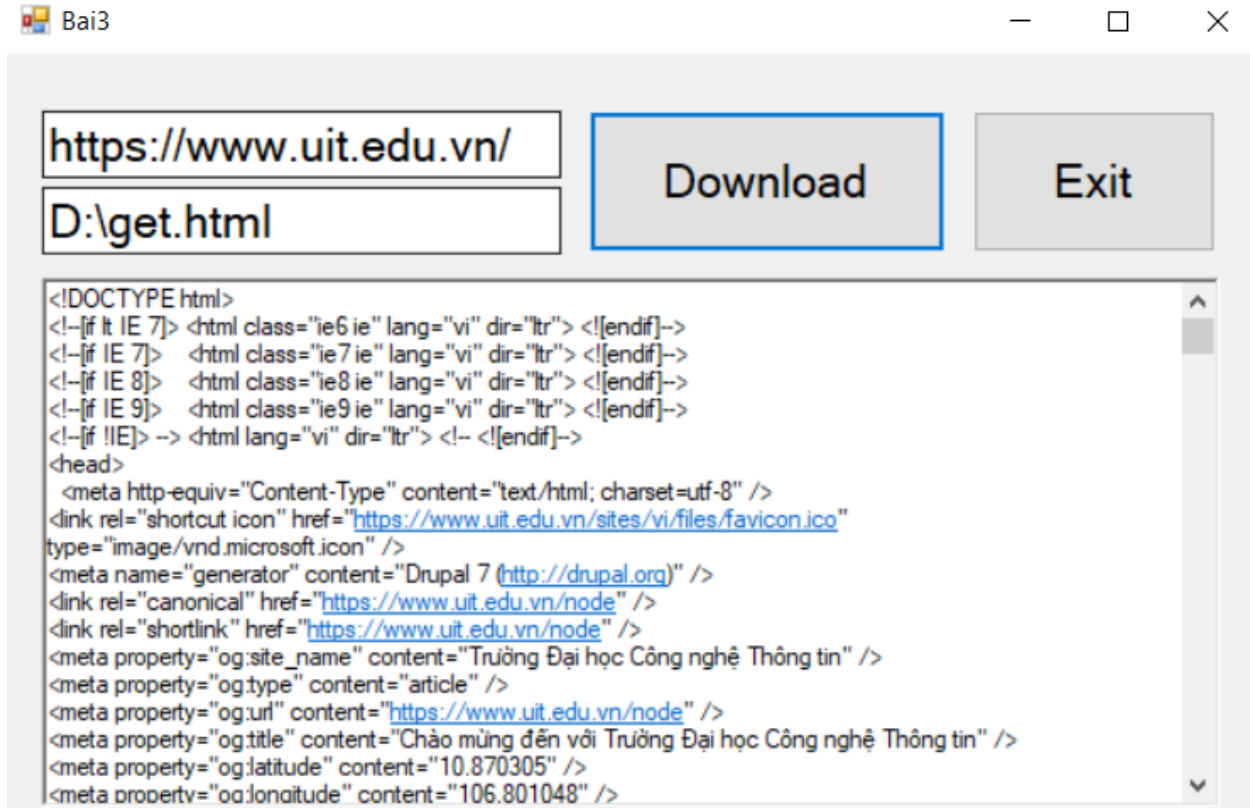 Bai3
https://www.uit.edu.vn/
D:\get.html
Download
Exit
<!DOCTYPE html>
<!--[if lt IE 7]> <html class="ie6 ie" lang="vi" dir="ltr"> <![endif]-->
<!--[if IE 7]>    <html class="ie7 ie" lang="vi" dir="ltr"> <![endif]-->
<!--[if IE 8]>    <html class="ie8 ie" lang="vi" dir="ltr"> <![endif]-->
<!--[if IE 9]>    <html class="ie9 ie" lang="vi" dir="ltr"> <![endif]-->
<!--[if !IE]> --> <html lang="vi" dir="ltr"> <!-- <![endif]-->
<head>
  <meta http-equiv="Content-Type" content="text/html; charset=utf-8" />
<link rel="shortcut icon" href="https://www.uit.edu.vn/sites/vi/files/favicon.ico"
type="image/vnd.microsoft.icon" />
<meta name="generator" content="Drupal 7 (http://drupal.org)" />
<link rel="canonical" href="https://www.uit.edu.vn/node" />
<link rel="shortlink" href="https://www.uit.edu.vn/node" />
<meta property="og:site_name" content="Trường Đại học Công nghệ Thông tin" />
<meta property="og:type" content="article" />
<meta property="og:url" content="https://www.uit.edu.vn/node" />
<meta property="og:title" content="Chào mừng đến với Trường Đại học Công nghệ Thông tin" />
<meta property="og:latitude" content="10.870305" />
<meta property="og:longitude" content="106.801048" />